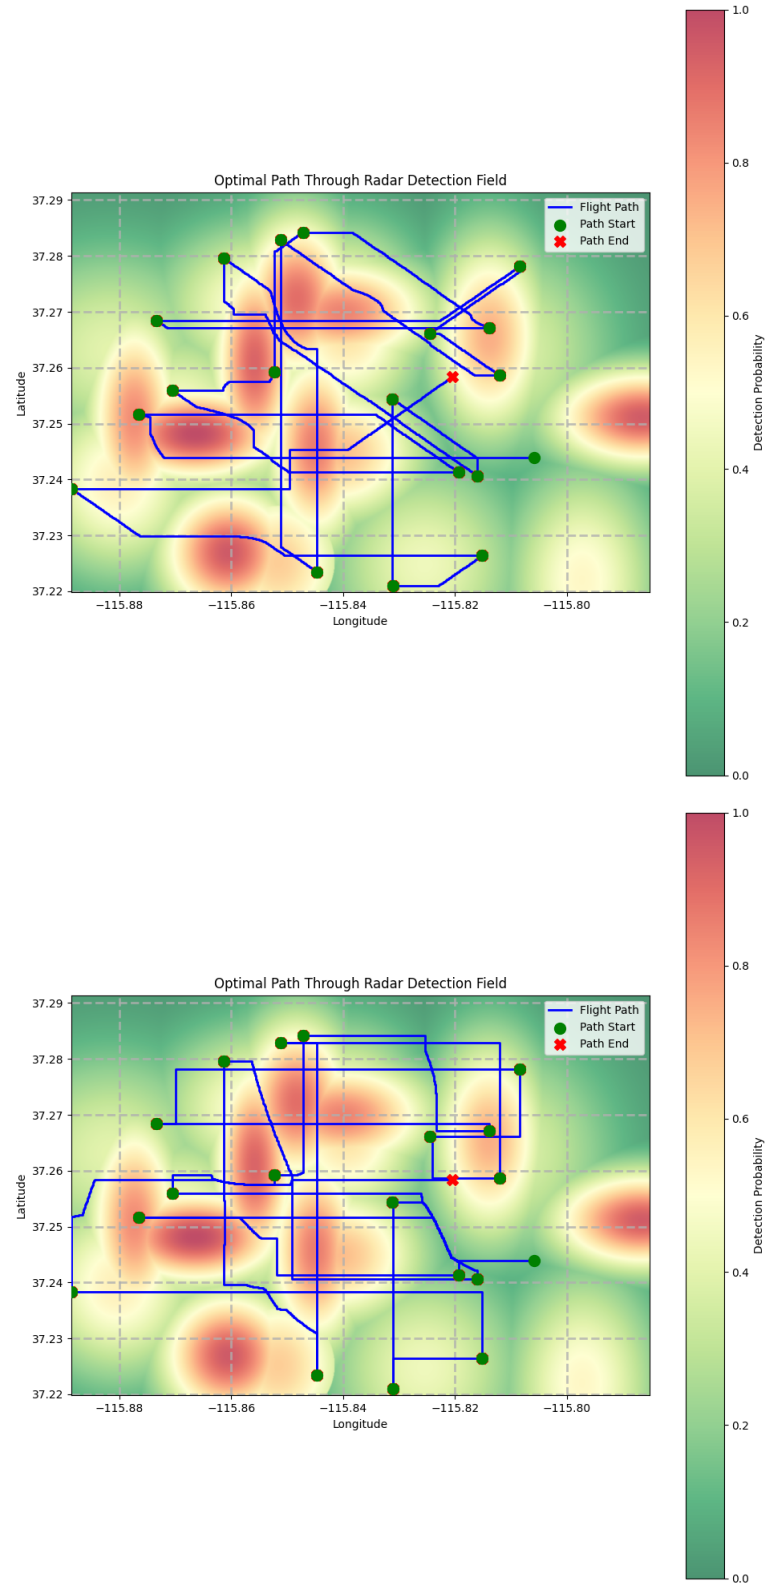 Optimal Path Through Radar Detection Field
Flight Path
Path Start
Path End
37.29
37.28
37.27
37.26
37.25
37.24
37.23
37.22
Latitude
−115.88
−115.86
−115.84
−115.82
−115.80
Longitude
1.0
0.8
0.6
0.4
0.2
0.0
Detection Probability
Optimal Path Through Radar Detection Field
Flight Path
Path Start
Path End
37.29
37.28
37.27
37.26
37.25
37.24
37.23
37.22
Latitude
−115.88
−115.86
−115.84
−115.82
−115.80
Longitude
1.0
0.8
0.6
0.4
0.2
0.0
Detection Probability